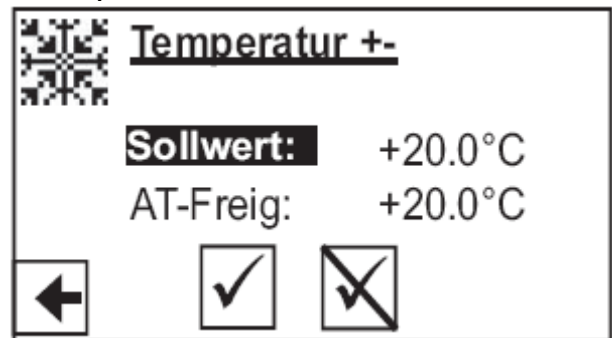 Temperatur +-
Sollwert: +20.0°C
AT-Freig: +20.0°C